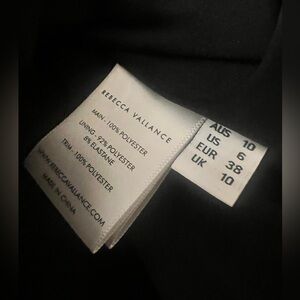 REBECCA VALLANCE
MAIN - 100% POLYESTER
LINING - 92% POLYESTER
8% ELASTANE
TRIM - 100% POLYESTER
WWW.REBECCAVALLANCE.COM
MADE IN CHINA
AUS 10
US 6
EUR 38
UK 10